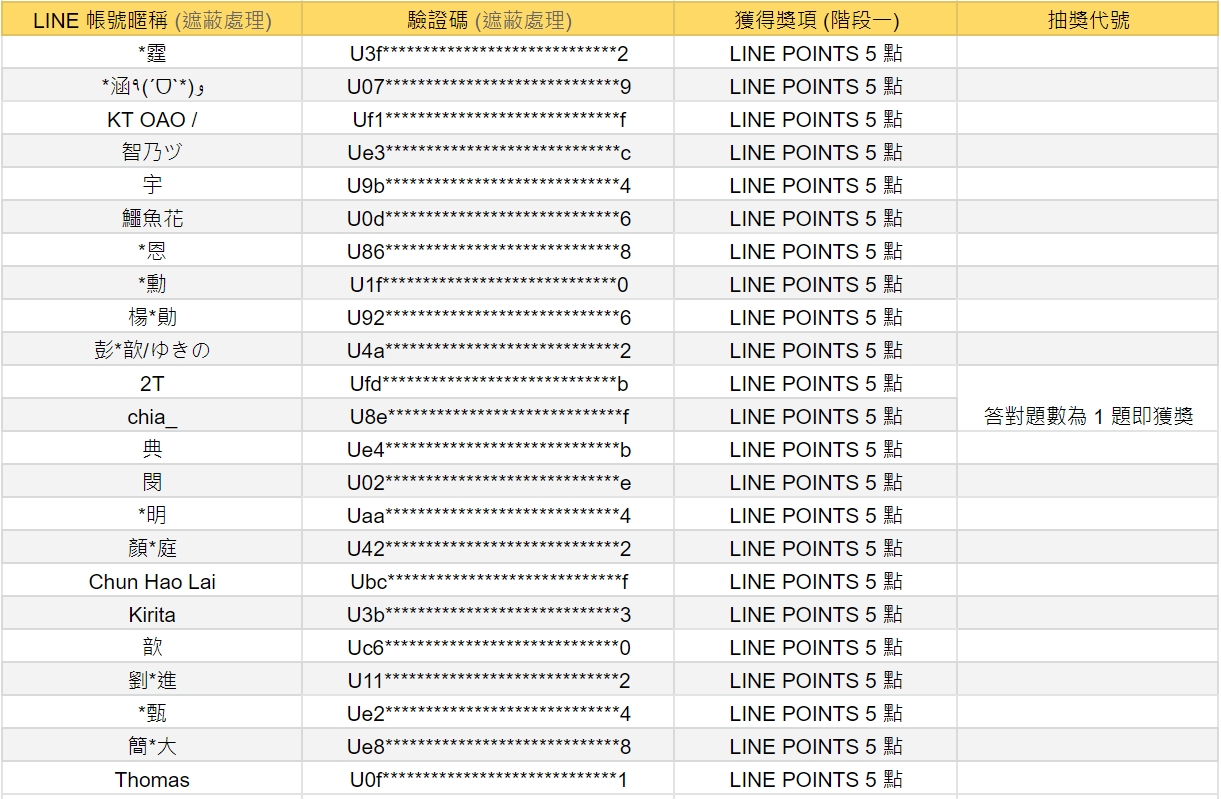 LINE 帳號暱稱 (遮蔽處理) 驗證碼 (遮蔽處理) 獲得獎項 (階段一) 抽獎代號
*霆 U3f*****************************2 LINE POINTS 5 點
*涵٩(ˊᗜˋ*)و U07*****************************9 LINE POINTS 5 點
KT OAO / Uf1*****************************f LINE POINTS 5 點
智乃ヅ Ue3*****************************c LINE POINTS 5 點
宇 U9b*****************************4 LINE POINTS 5 點
鱷魚花 U0d*****************************6 LINE POINTS 5 點
*恩 U86*****************************8 LINE POINTS 5 點
*勳 U1f*****************************0 LINE POINTS 5 點
楊*勛 U92*****************************6 LINE POINTS 5 點
彭*歆/ゆきの U4a*****************************2 LINE POINTS 5 點
2T Ufd*****************************b LINE POINTS 5 點
chia_ U8e*****************************f LINE POINTS 5 點 答對題數為 1 題即獲獎
典 Ue4*****************************b LINE POINTS 5 點
閔 U02*****************************e LINE POINTS 5 點
*明 Uaa*****************************4 LINE POINTS 5 點
顏*庭 U42*****************************2 LINE POINTS 5 點
Chun Hao Lai Ubc*****************************f LINE POINTS 5 點
Kirita U3b*****************************3 LINE POINTS 5 點
歆 Uc6*****************************0 LINE POINTS 5 點
劉*進 U11*****************************2 LINE POINTS 5 點
*甄 Ue2*****************************4 LINE POINTS 5 點
簡*大 Ue8*****************************8 LINE POINTS 5 點
Thomas U0f*****************************1 LINE POINTS 5 點